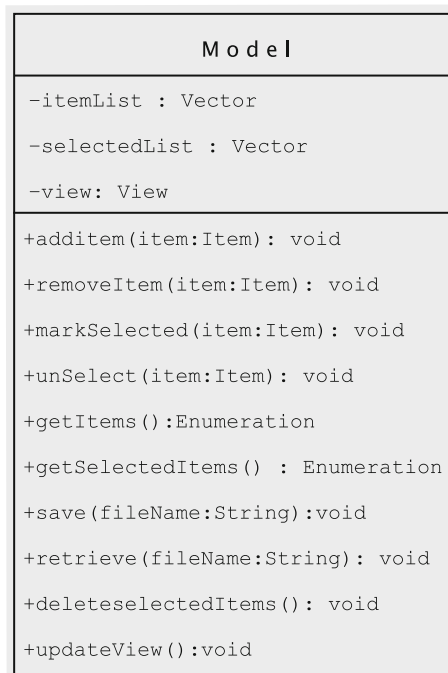 Model
-itemList : Vector
-selectedList : Vector
-view: View
+additem(item:Item): void
+removeItem(item:Item): void
+markSelected(item:Item): void
+unSelect(item:Item): void
+getItems():Enumeration
+getSelectedItems() : Enumeration
+save(fileName:String):void
+retrieve(fileName:String): void
+deleteselectedItems(): void
+updateView():void